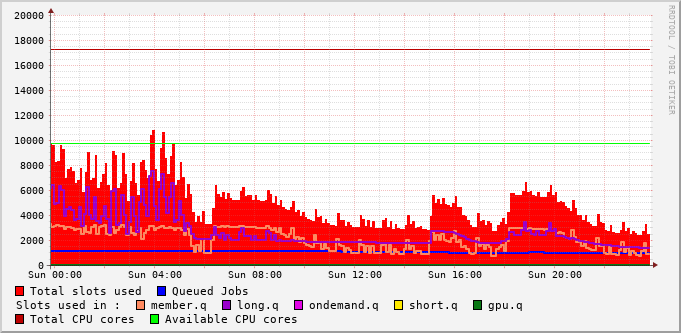 20000
18000
16000
14000
12000
10000
8000
6000
4000
2000
0
Sun 00:00 Sun 04:00 Sun 08:00 Sun 12:00 Sun 16:00 Sun 20:00
Total slots used Queued Jobs
Slots used in : member.q long.q ondemand.q short.q gpu.q
Total CPU cores Available CPU cores
RRDTOOL / TOBI OETIKER